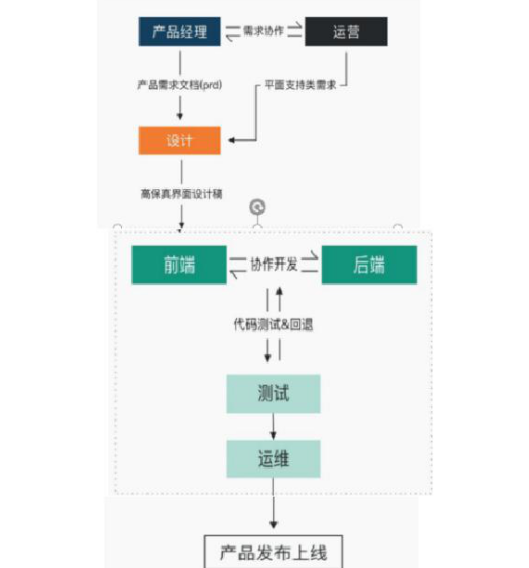 产品经理 需求协作 运营
产品需求文档(prd) 平面支持类需求
设计
高保真界面设计稿
前端 协作开发 后端
代码测试&回退
测试
运维
产品发布上线